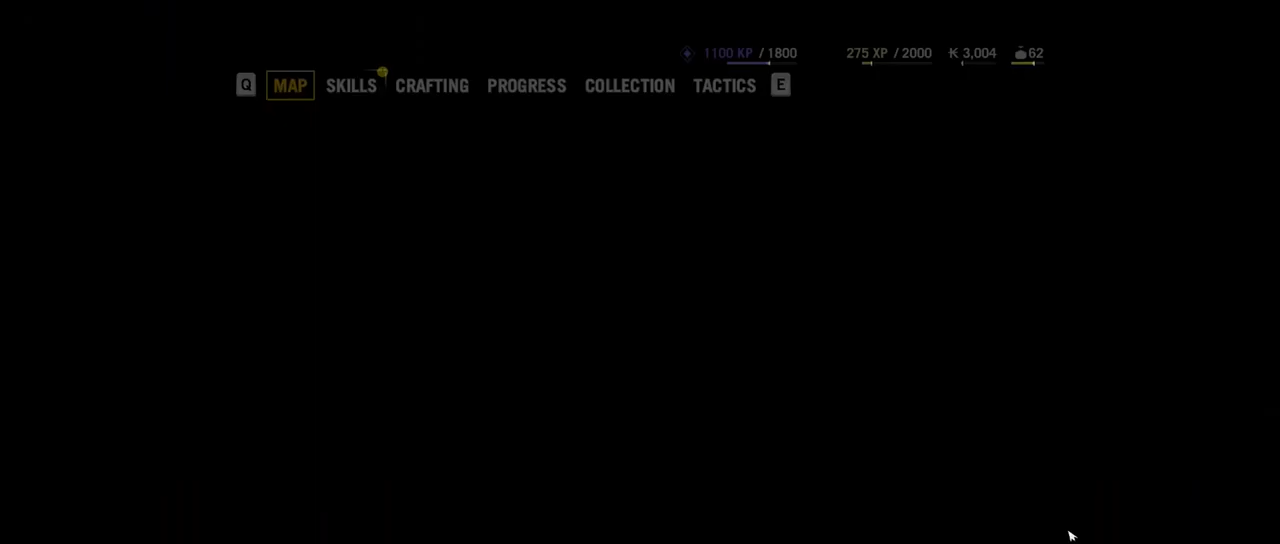 1100 KP / 1800 275 XP / 2000 ₭ 3,004 62
Q MAP SKILLS CRAFTING PROGRESS COLLECTION TACTICS E